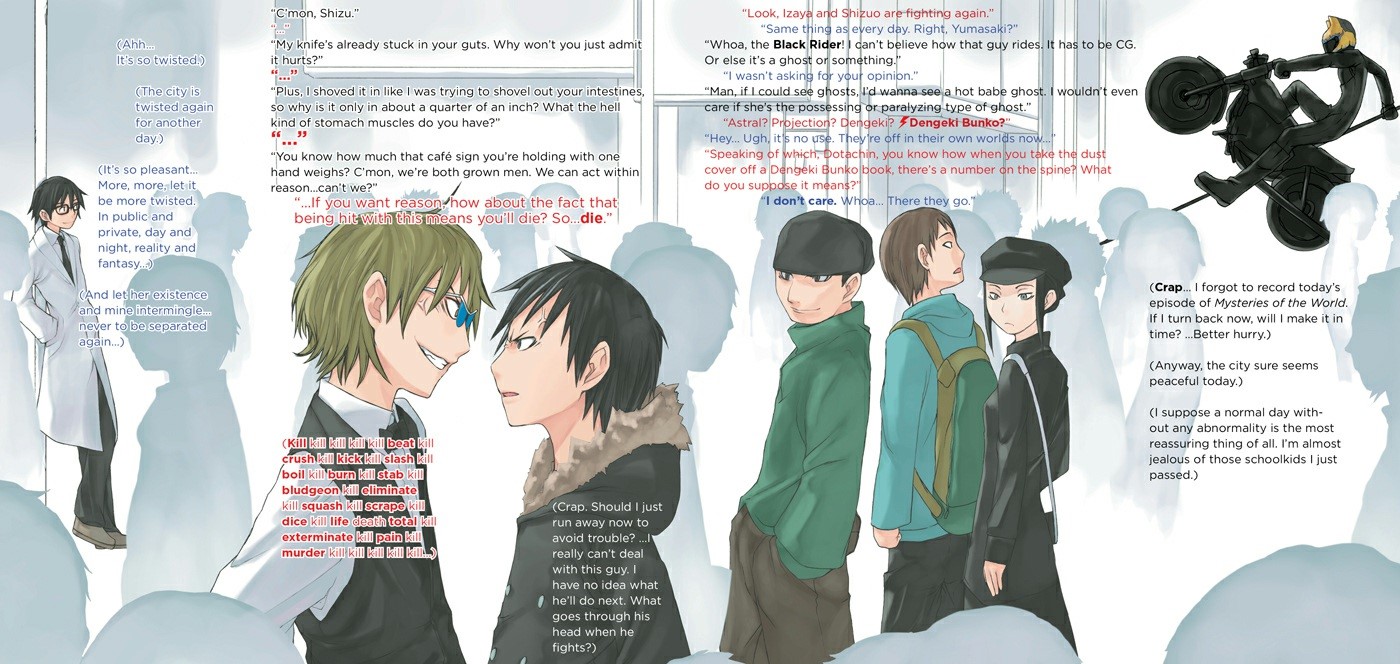 (Ahh...
It's so twisted.)
(The city is
twisted again
for another
day.)
(It's so pleasant...
More, more, let it
be more twisted.
In public and
private, day and
night, reality and
fantasy...)
(And let her existence
and mine intermingle...
never to be separated
again...)
“C'mon, Shizu.”
“...”
“My knife's already stuck in your guts. Why won't you just admit
it hurts?”
“...”
“Plus, I shoved it in like I was trying to shovel out your intestines,
so why is it only in about a quarter of an inch? What the hell
kind of stomach muscles do you have?”
“...”
“You know how much that café sign you're holding with one
hand weighs? C'mon, we're both grown men. We can act within
reason...can't we?”
“...If you want reason, how about the fact that
being hit with this means you'll die? So...die.”
(Kill kill kill kill kill beat kill
crush kill kick kill slash kill
boil kill burn kill stab kill
bludgeon kill eliminate
kill squash kill scrape kill
dice kill life death total kill
exterminate kill pain kill
murder kill kill kill kill kill...)
(Crap. Should I just
run away now to
avoid trouble? ...I
really can't deal
with this guy. I
have no idea what
he'll do next. What
goes through his
head when he
fights?)
“Look, Izaya and Shizuo are fighting again.”
“Same thing as every day. Right, Yumasaki?”
“Whoa, the Black Rider! I can't believe how that guy rides. It has to be CG.
Or else it's a ghost or something.”
“I wasn't asking for your opinion.”
“Man, if I could see ghosts, I'd wanna see a hot babe ghost. I wouldn't even
care if she's the possessing or paralyzing type of ghost.”
“Astral? Projection? Dengeki? Dengeki Bunko?”
“Hey... Ugh, it's no use. They're off in their own worlds now...”
“Speaking of which, Dotachin, you know how when you take the dust
cover off a Dengeki Bunko book, there's a number on the spine? What
do you suppose it means?”
“I don't care. Whoa... There they go.”
(Crap... I forgot to record today's
episode of Mysteries of the World.
If I turn back now, will I make it in
time? ...Better hurry.)
(Anyway, the city sure seems
peaceful today.)
(I suppose a normal day with-
out any abnormality is the most
reassuring thing of all. I'm almost
jealous of those schoolkids I just
passed.)